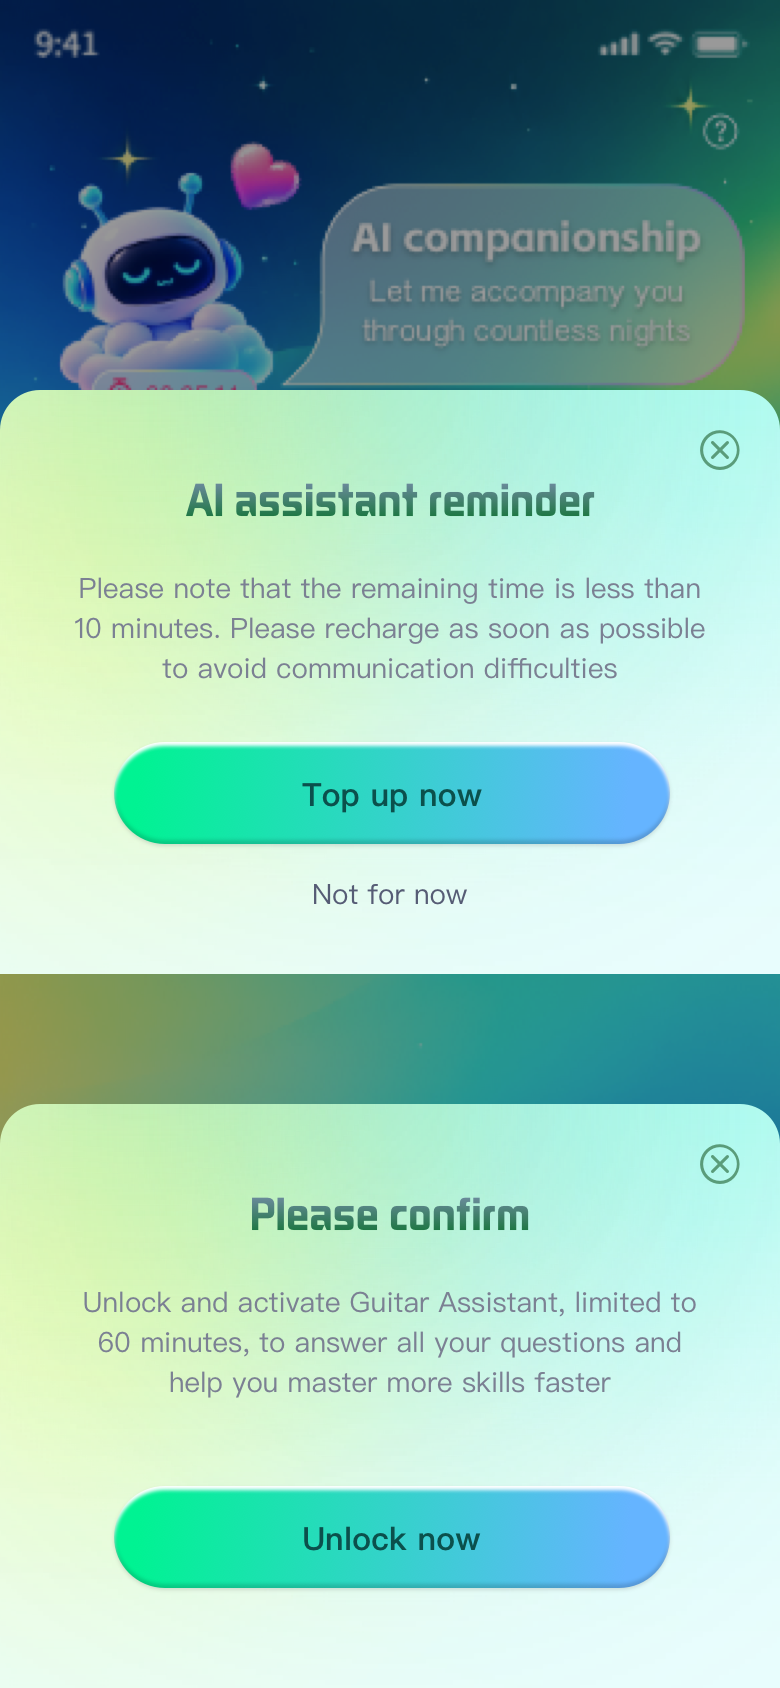 9:41
AI companionship
Let me accompany you
through countless nights
AI assistant reminder
Please note that the remaining time is less than
10 minutes. Please recharge as soon as possible
to avoid communication difficulties
Top up now
Not for now
Please confirm
Unlock and activate Guitar Assistant, limited to
60 minutes, to answer all your questions and
help you master more skills faster
Unlock now